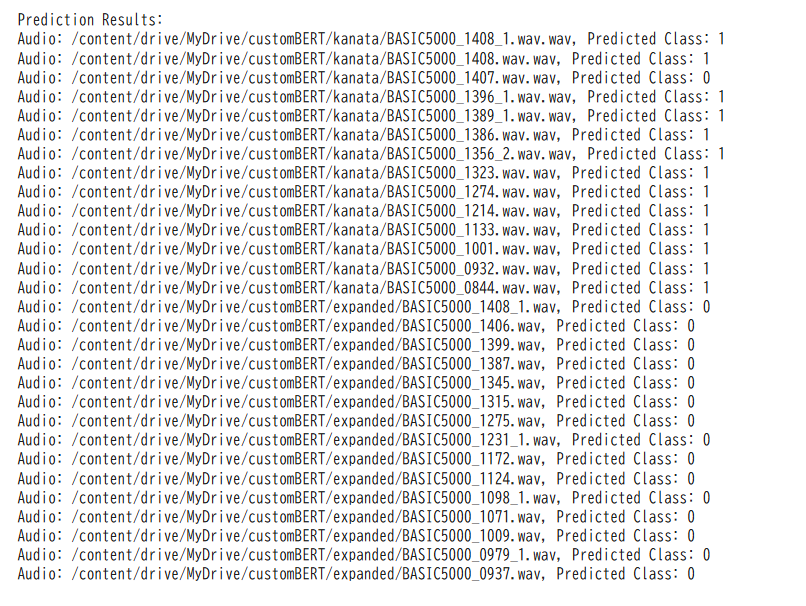 Prediction Results:
Audio: /content/drive/MyDrive/customBERT/kanata/BASIC5000_1408_1.wav.wav, Predicted Class: 1
Audio: /content/drive/MyDrive/customBERT/kanata/BASIC5000_1408.wav.wav, Predicted Class: 1
Audio: /content/drive/MyDrive/customBERT/kanata/BASIC5000_1407.wav.wav, Predicted Class: 0
Audio: /content/drive/MyDrive/customBERT/kanata/BASIC5000_1396_1.wav.wav, Predicted Class: 1
Audio: /content/drive/MyDrive/customBERT/kanata/BASIC5000_1389_1.wav.wav, Predicted Class: 1
Audio: /content/drive/MyDrive/customBERT/kanata/BASIC5000_1386.wav.wav, Predicted Class: 1
Audio: /content/drive/MyDrive/customBERT/kanata/BASIC5000_1356_2.wav.wav, Predicted Class: 1
Audio: /content/drive/MyDrive/customBERT/kanata/BASIC5000_1323.wav.wav, Predicted Class: 1
Audio: /content/drive/MyDrive/customBERT/kanata/BASIC5000_1274.wav.wav, Predicted Class: 1
Audio: /content/drive/MyDrive/customBERT/kanata/BASIC5000_1214.wav.wav, Predicted Class: 1
Audio: /content/drive/MyDrive/customBERT/kanata/BASIC5000_1133.wav.wav, Predicted Class: 1
Audio: /content/drive/MyDrive/customBERT/kanata/BASIC5000_1001.wav.wav, Predicted Class: 1
Audio: /content/drive/MyDrive/customBERT/kanata/BASIC5000_0932.wav.wav, Predicted Class: 1
Audio: /content/drive/MyDrive/customBERT/kanata/BASIC5000_0844.wav.wav, Predicted Class: 1
Audio: /content/drive/MyDrive/customBERT/expanded/BASIC5000_1408_1.wav, Predicted Class: 0
Audio: /content/drive/MyDrive/customBERT/expanded/BASIC5000_1406.wav, Predicted Class: 0
Audio: /content/drive/MyDrive/customBERT/expanded/BASIC5000_1399.wav, Predicted Class: 0
Audio: /content/drive/MyDrive/customBERT/expanded/BASIC5000_1387.wav, Predicted Class: 0
Audio: /content/drive/MyDrive/customBERT/expanded/BASIC5000_1345.wav, Predicted Class: 0
Audio: /content/drive/MyDrive/customBERT/expanded/BASIC5000_1315.wav, Predicted Class: 0
Audio: /content/drive/MyDrive/customBERT/expanded/BASIC5000_1275.wav, Predicted Class: 0
Audio: /content/drive/MyDrive/customBERT/expanded/BASIC5000_1231_1.wav, Predicted Class: 0
Audio: /content/drive/MyDrive/customBERT/expanded/BASIC5000_1172.wav, Predicted Class: 0
Audio: /content/drive/MyDrive/customBERT/expanded/BASIC5000_1124.wav, Predicted Class: 0
Audio: /content/drive/MyDrive/customBERT/expanded/BASIC5000_1098_1.wav, Predicted Class: 0
Audio: /content/drive/MyDrive/customBERT/expanded/BASIC5000_1071.wav, Predicted Class: 0
Audio: /content/drive/MyDrive/customBERT/expanded/BASIC5000_1009.wav, Predicted Class: 0
Audio: /content/drive/MyDrive/customBERT/expanded/BASIC5000_0979_1.wav, Predicted Class: 0
Audio: /content/drive/MyDrive/customBERT/expanded/BASIC5000_0937.wav, Predicted Class: 0